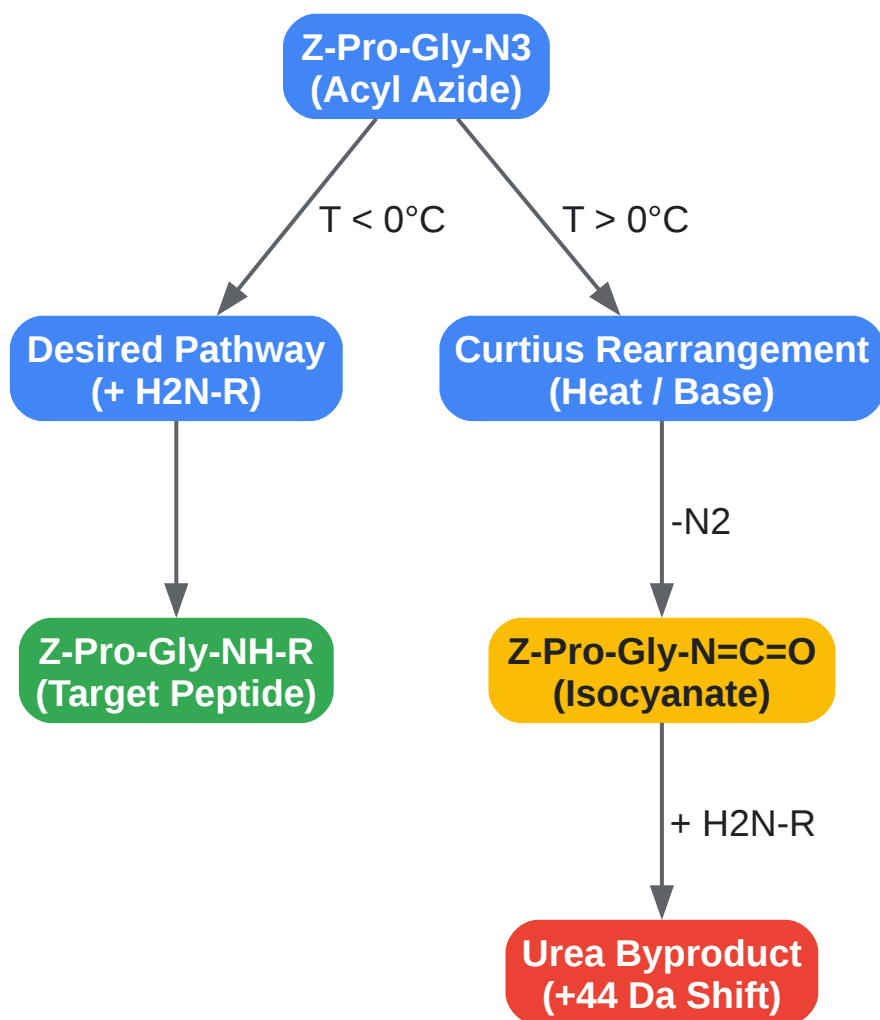 Z-Pro-Gly-N3
(Acyl Azide)
T < 0°C
T > 0°C
Desired Pathway
(+ H2N-R)
Curtius Rearrangement
(Heat / Base)
-N2
Z-Pro-Gly-NH-R
(Target Peptide)
Z-Pro-Gly-N=C=O
(Isocyanate)
+ H2N-R
Urea Byproduct
(+44 Da Shift)